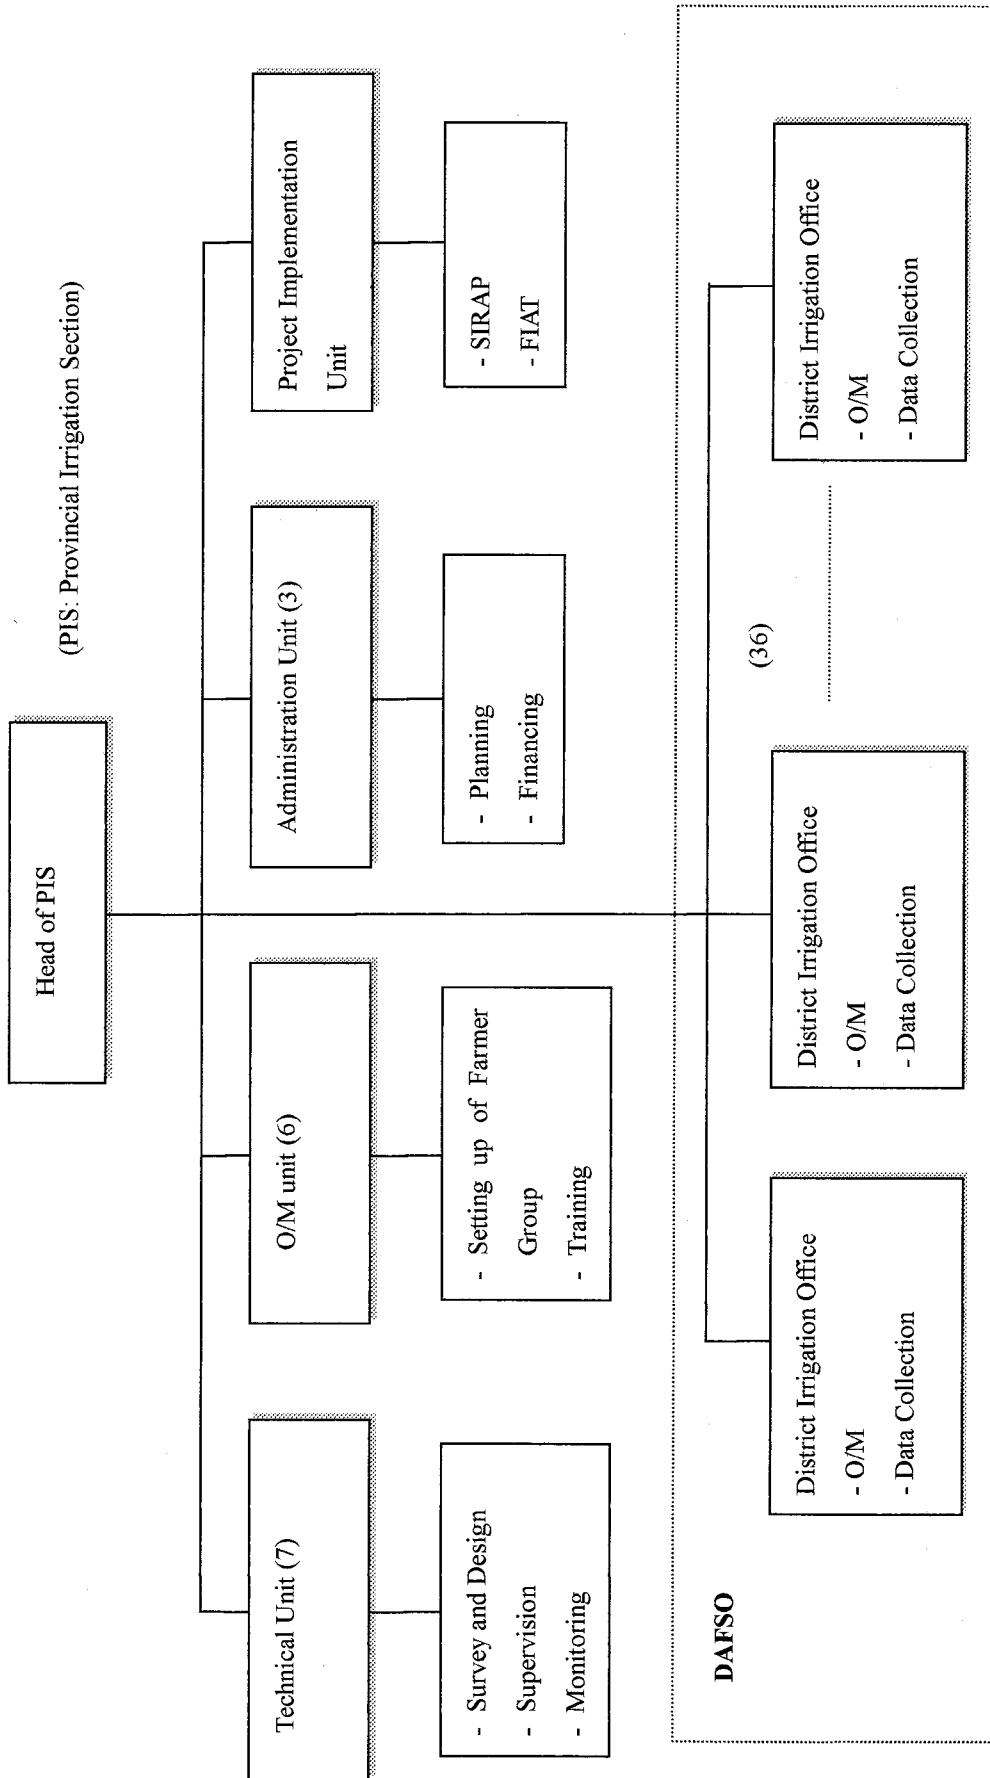 (PIS: Provincial Irrigation Section)
Head of PIS
Technical Unit (7)
O/M unit (6)
Administration Unit (3)
Project Implementation
Unit
- Survey and Design
- Supervision
- Monitoring
- Setting up of Farmer
Group
- Training
- Planning
- Financing
- SIRAP
- FIAT
DAFSO
(36)
District Irrigation Office
- O/M
- Data Collection
District Irrigation Office
- O/M
- Data Collection
District Irrigation Office
- O/M
- Data Collection